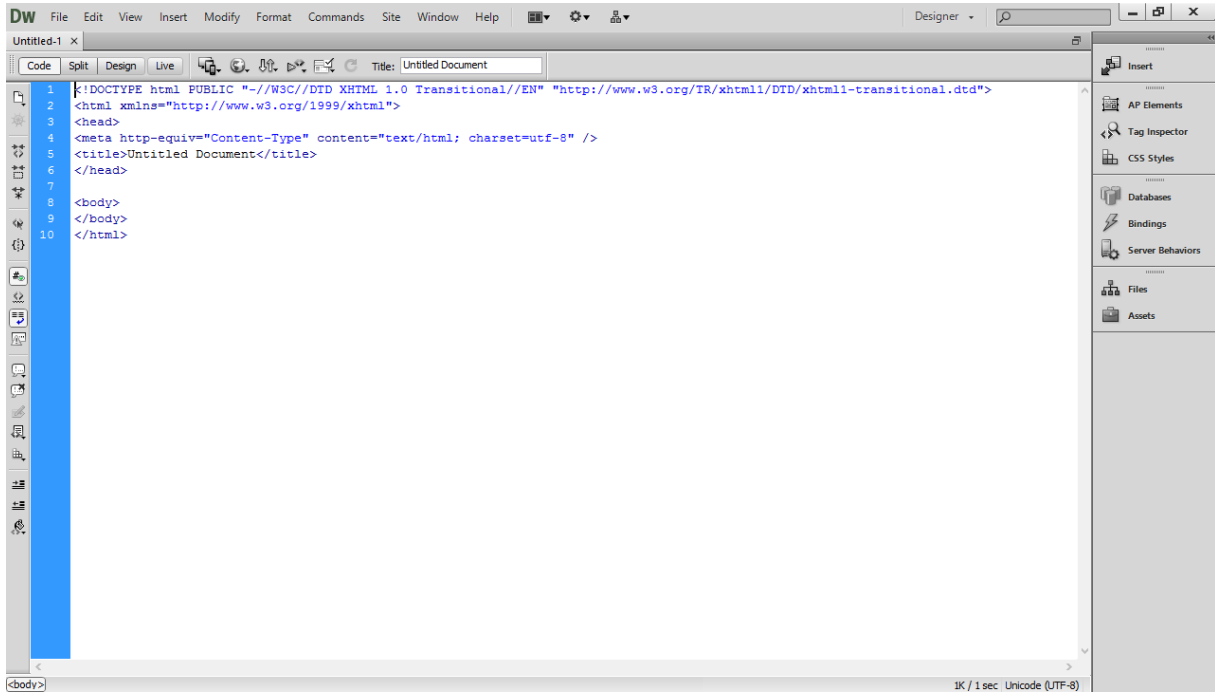 DW File Edit View Insert Modify Format Commands Site Window Help Designer
Untitled-1
Code Split Design Live Title: Untitled Document
1 <!DOCTYPE html PUBLIC "-//W3C//DTD XHTML 1.0 Transitional//EN" "http://www.w3.org/TR/xhtml1/DTD/xhtml1-transitional.dtd">
2 <html xmlns="http://www.w3.org/1999/xhtml">
3 <head>
4 <meta http-equiv="Content-Type" content="text/html; charset=utf-8" />
5 <title>Untitled Document</title>
6 </head>
7
8 <body>
9 </body>
10 </html>
Insert
AP Elements
Tag Inspector
CSS Styles
Databases
Bindings
Server Behaviors
Files
Assets
<body> 1K / 1 sec Unicode (UTF-8)